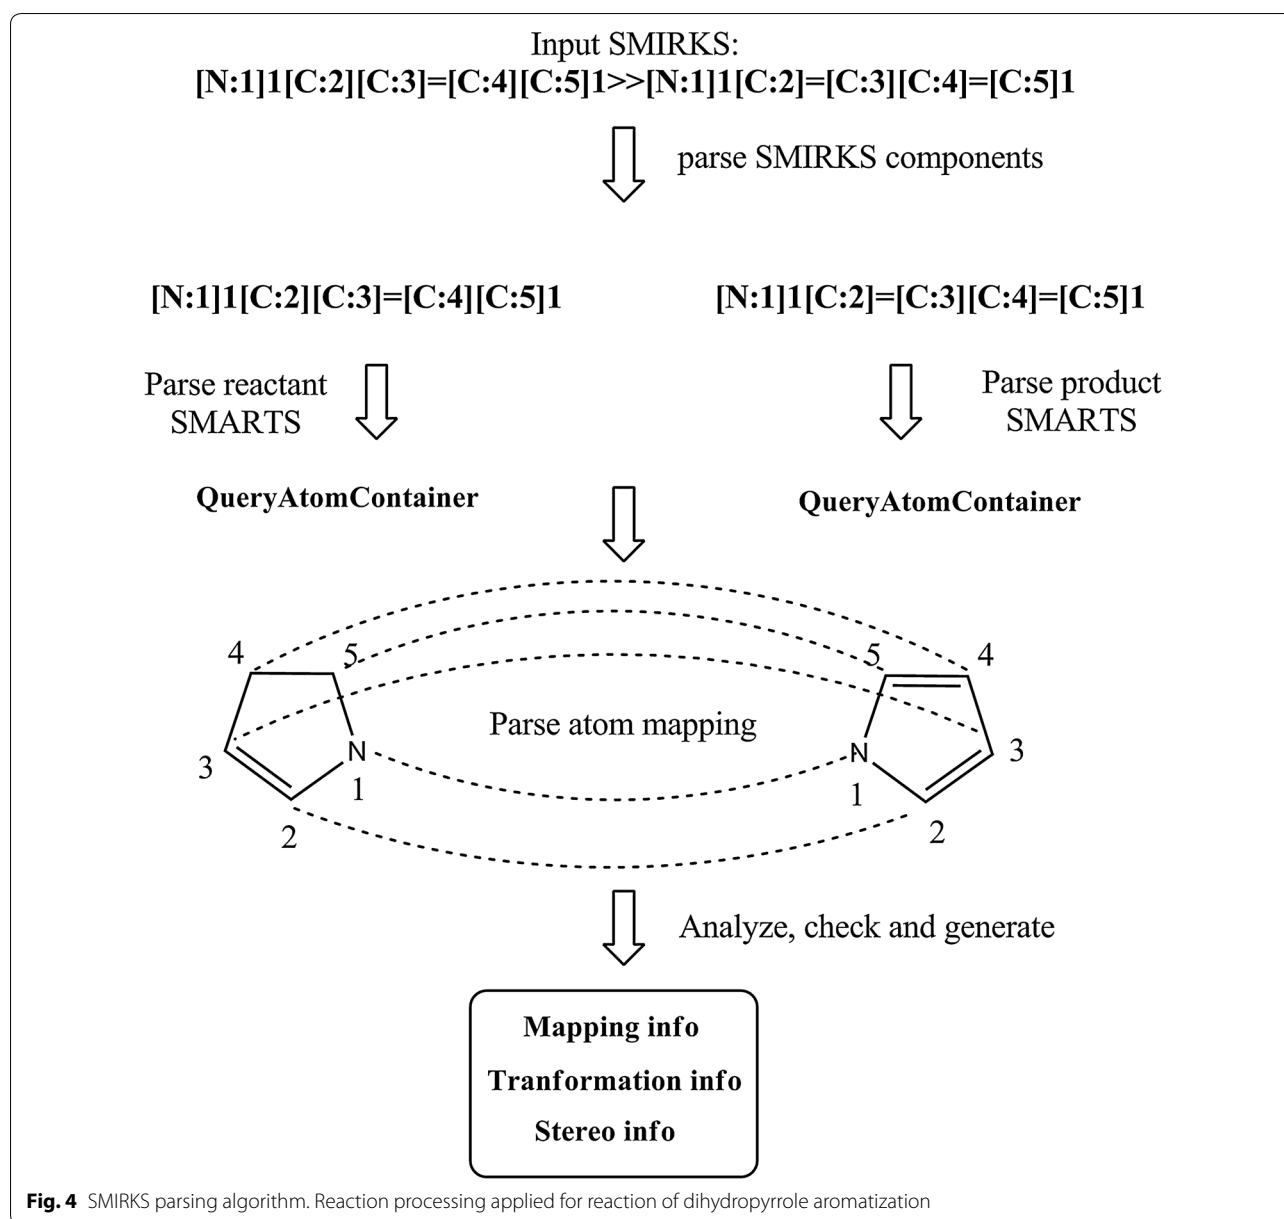 Input SMIRKS:
[N:1]1[C:2][C:3]=[C:4][C:5]1>>[N:1]1[C:2]=[C:3][C:4]=[C:5]1
parse SMIRKS components
[N:1]1[C:2][C:3]=[C:4][C:5]1
[N:1]1[C:2]=[C:3][C:4]=[C:5]1
Parse reactant
SMARTS
Parse product
SMARTS
QueryAtomContainer
QueryAtomContainer
4
5
3
N
1
2
Parse atom mapping
5
4
N
3
1
2
Analyze, check and generate
Mapping info
Tranformation info
Stereo info
Fig. 4 SMIRKS parsing algorithm. Reaction processing applied for reaction of dihydropyrrole aromatization